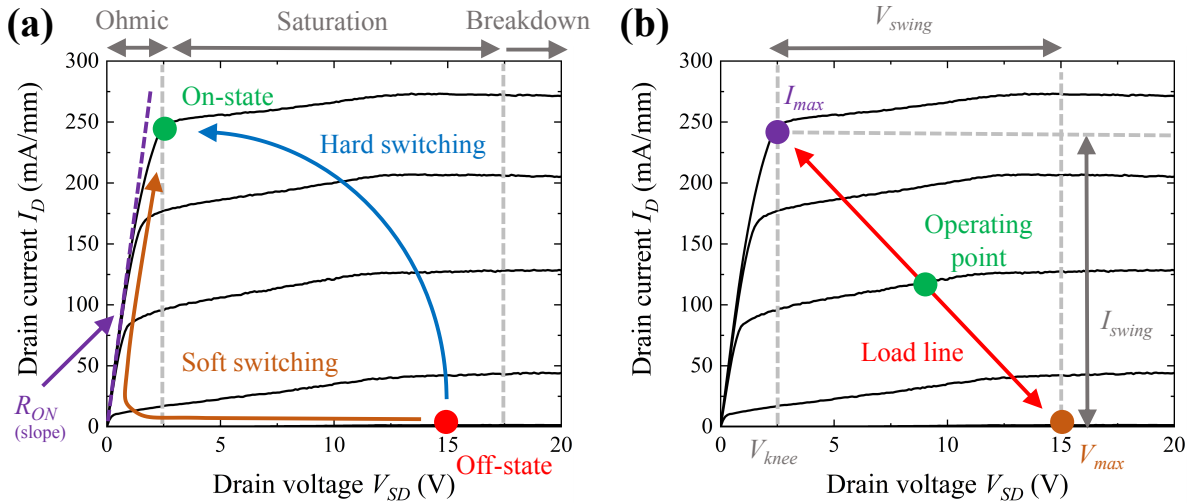 (a)
Ohmic
Saturation
Breakdown
300
250
200
150
100
50
0
Drain current I_D (mA/mm)
On-state
Hard switching
Soft switching
R_ON
(slope)
Off-state
0
5
10
15
20
Drain voltage V_SD (V)
(b)
V_swing
300
250
200
150
100
50
0
Drain current I_D (mA/mm)
I_max
Operating
point
Load line
I_swing
0
5
10
15
20
V_knee
V_max
Drain voltage V_SD (V)